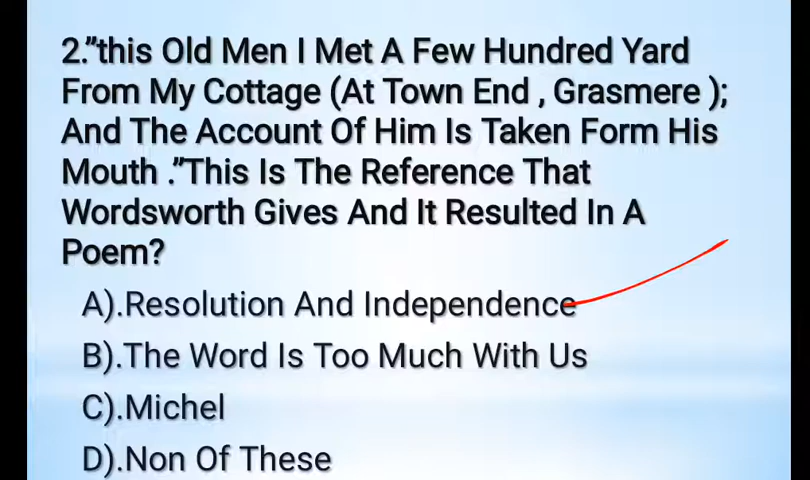 2."this Old Men I Met A Few Hundred Yard
From My Cottage (At Town End , Grasmere );
And The Account Of Him Is Taken Form His
Mouth ."This Is The Reference That
Wordsworth Gives And It Resulted In A
Poem?
A).Resolution And Independence
B).The Word Is Too Much With Us
C).Michel
D).Non Of These